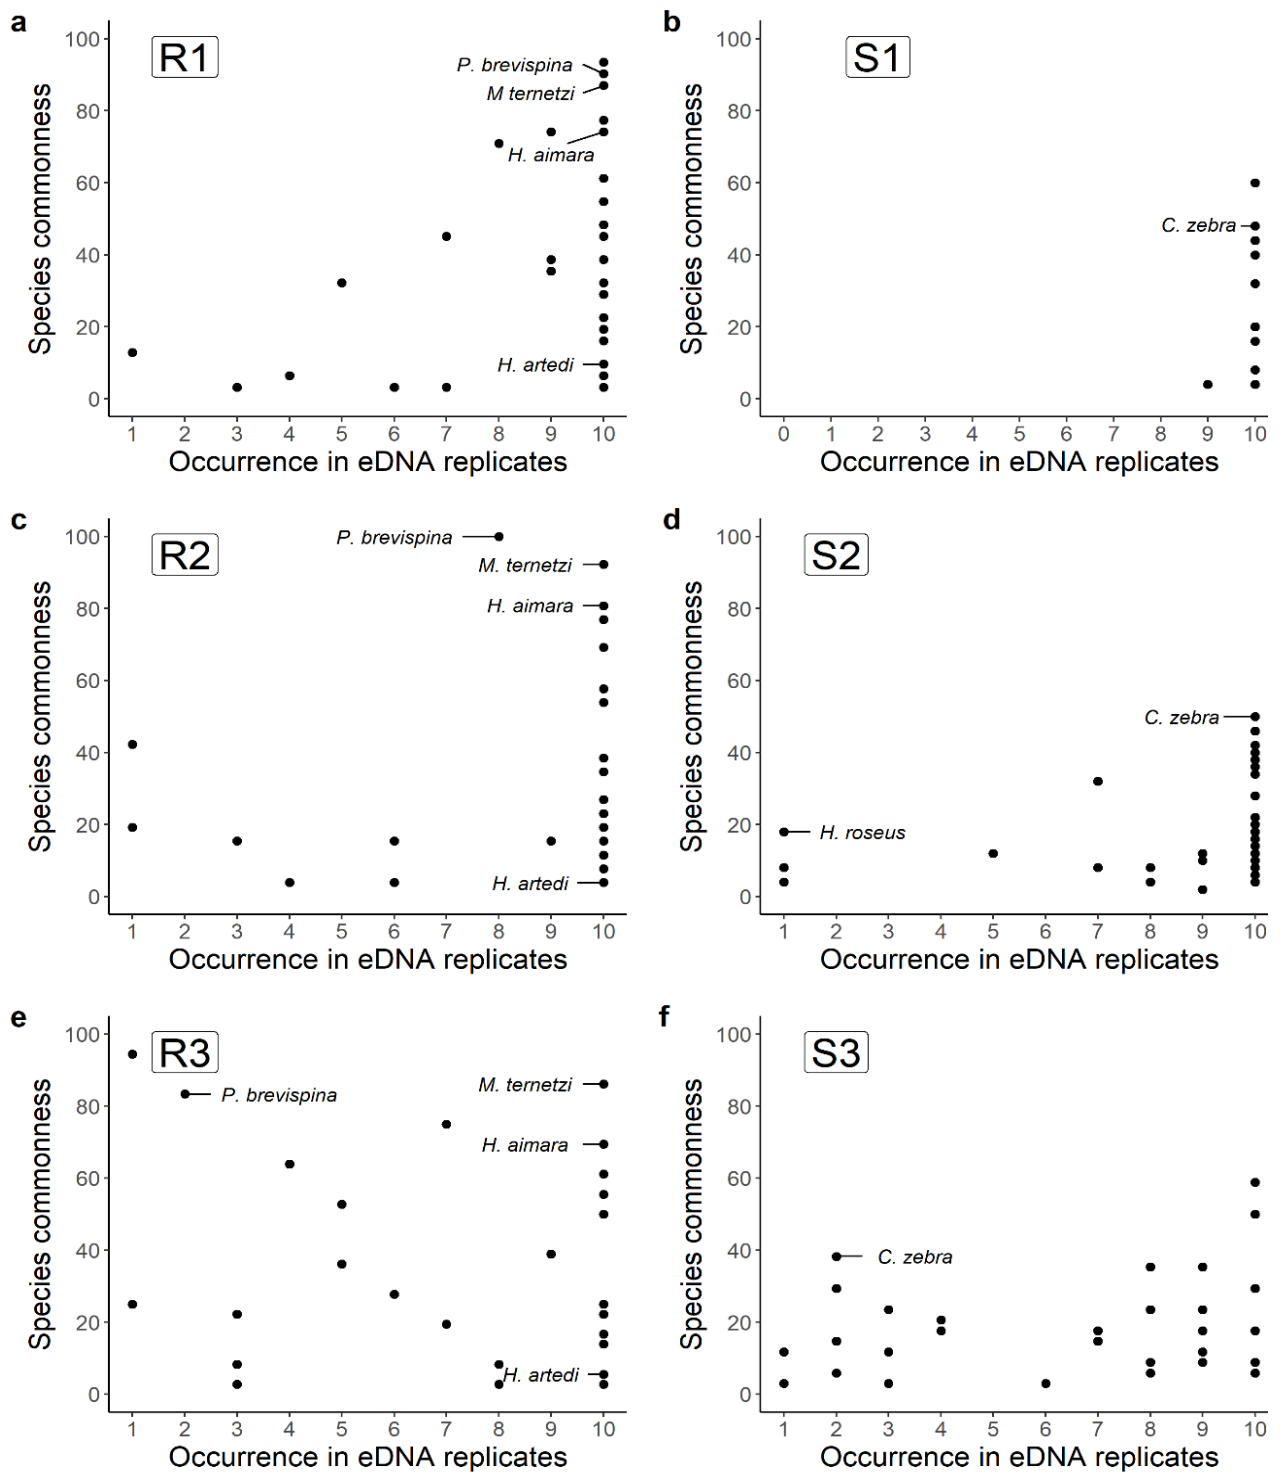 a
R1
100
80
60
40
20
0
Species commonness
P. brevispina
M ternetzi
H. aimara
H. artedi
1 2 3 4 5 6 7 8 9 10
Occurrence in eDNA replicates
b
S1
100
80
60
40
20
0
Species commonness
C. zebra
0 1 2 3 4 5 6 7 8 9 10
Occurrence in eDNA replicates
c
R2
100
80
60
40
20
0
Species commonness
P. brevispina
M. ternetzi
H. aimara
H. artedi
1 2 3 4 5 6 7 8 9 10
Occurrence in eDNA replicates
d
S2
100
80
60
40
20
0
Species commonness
C. zebra
H. roseus
1 2 3 4 5 6 7 8 9 10
Occurrence in eDNA replicates
e
R3
100
80
60
40
20
0
Species commonness
M. ternetzi
P. brevispina
H. aimara
H. artedi
1 2 3 4 5 6 7 8 9 10
Occurrence in eDNA replicates
f
S3
100
80
60
40
20
0
Species commonness
C. zebra
1 2 3 4 5 6 7 8 9 10
Occurrence in eDNA replicates